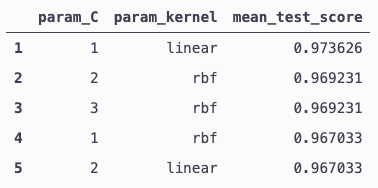 param_C param_kernel mean_test_score
1 1 linear 0.973626
2 2 rbf 0.969231
3 3 rbf 0.969231
4 1 rbf 0.967033
5 2 linear 0.967033